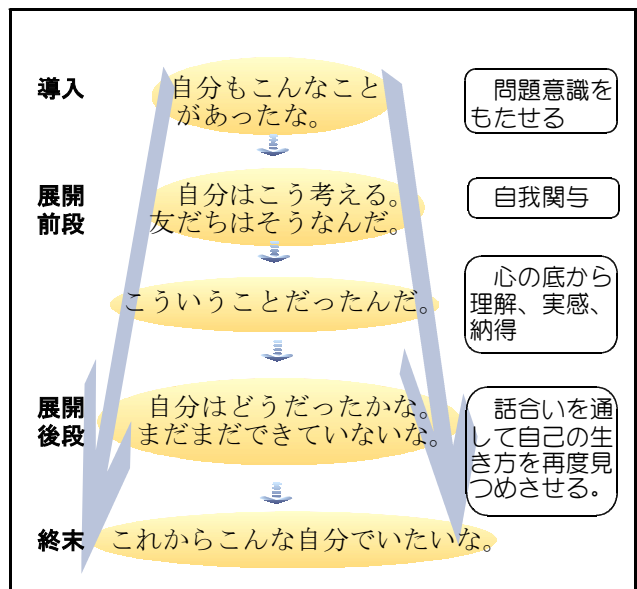 導入
自分もこんなこと
があったな。
問題意識を
もたせる
展開
前段
自分はこう考える。
友だちはそうなんだ。
自我関与
こういうことだったんだ。
心の底から
理解、実感、
納得
展開
後段
自分はどうだったかな。
まだまだできていないな。
話合いを通
して自己の生
き方を再度見
つめさせる。
終末
これからこんな自分でいたいな。